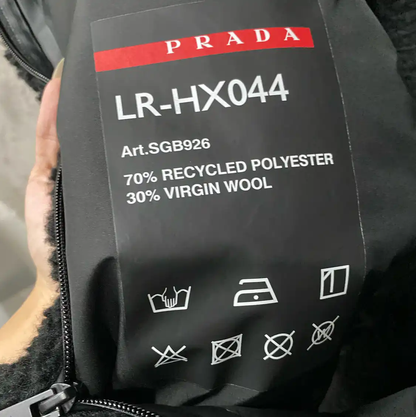 PRADA
LR-HX044
Art.SGB926
70% RECYCLED POLYESTER
30% VIRGIN WOOL